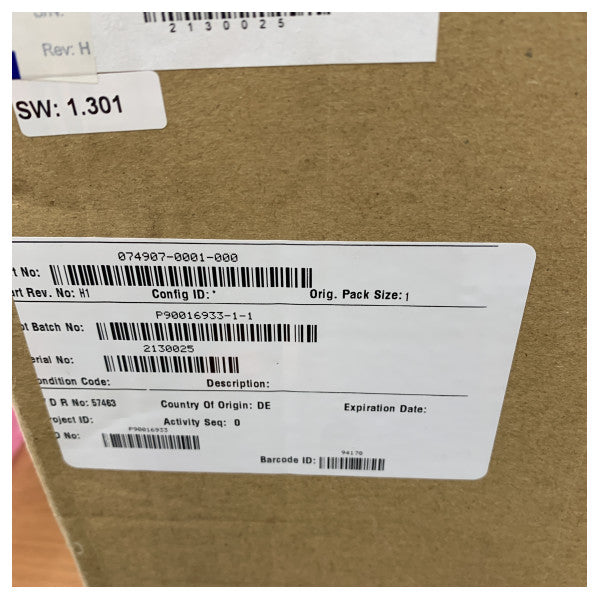 2130025
Rev: H
SW: 1.301
074907-0001-000
t No:
rt Rev. No: H1 Config ID: * Orig. Pack Size: 1
P90016933-1-1
ot Batch No:
2130025
erial No:
ondition Code: Description:
D R No: 57463 Country Of Origin: DE Expiration Date:
roject ID: Activity Seq: 0
P90016933
O No:
94170
Barcode ID: